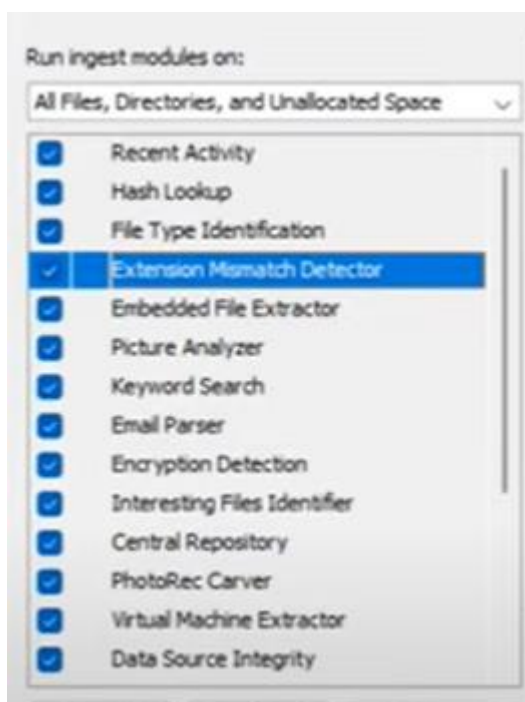 Run ingest modules on:
All Files, Directories, and Unallocated Space
Recent Activity
Hash Lookup
File Type Identification
Extension Mismatch Detector
Embedded File Extractor
Picture Analyzer
Keyword Search
Email Parser
Encryption Detection
Interesting Files Identifier
Central Repository
PhotoRec Carver
Virtual Machine Extractor
Data Source Integrity